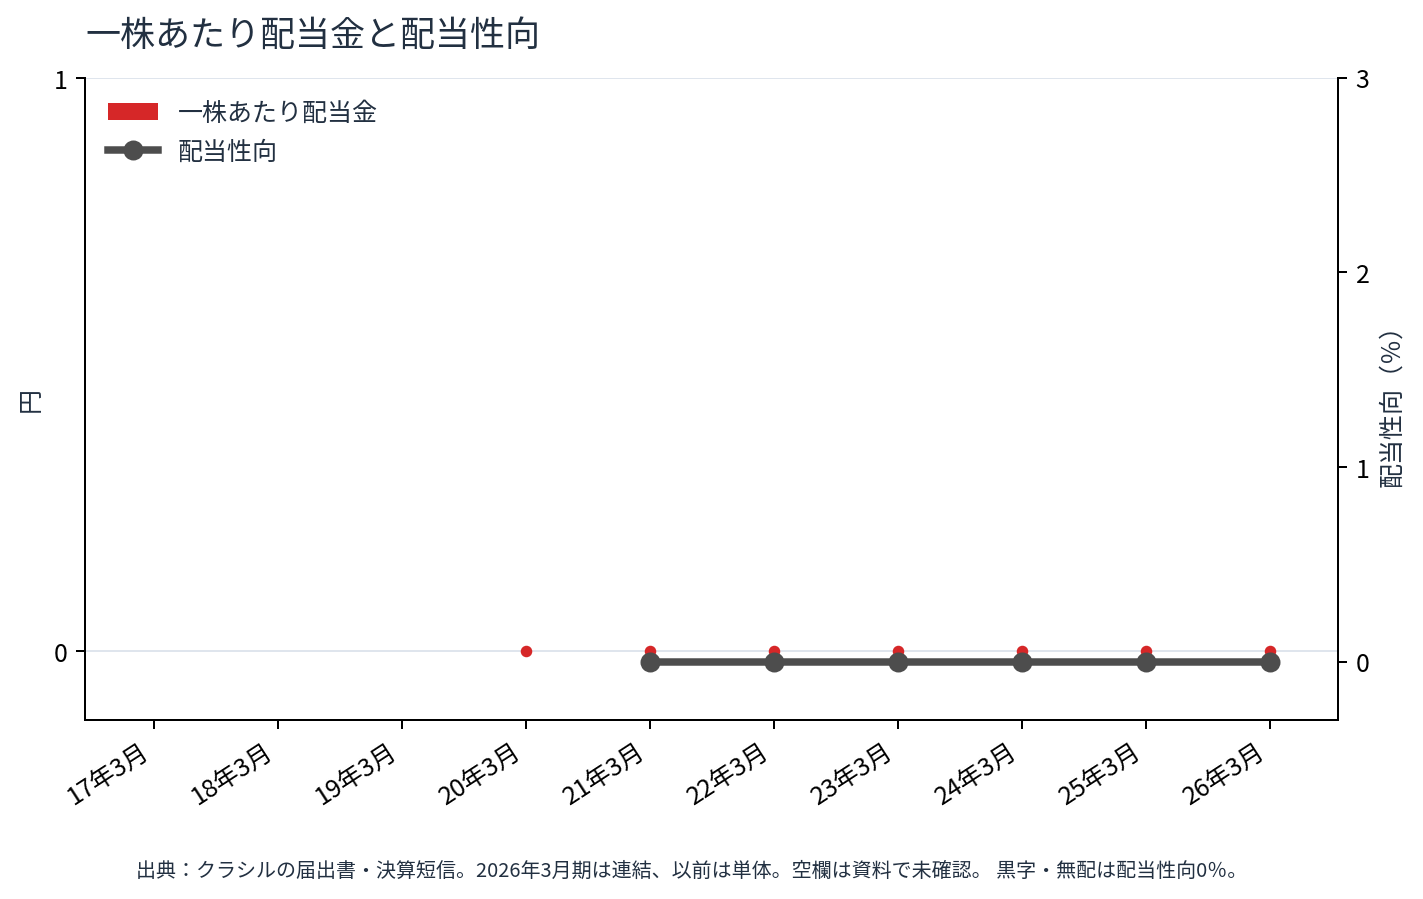 一株あたり配当金と配当性向
1
3
一株あたり配当金
配当性向
2
円
配当性向（％）
1
0
0
17年3月
18年3月
19年3月
20年3月
21年3月
22年3月
23年3月
24年3月
25年3月
26年3月
出典：クラシルの届出書・決算短信。2026年3月期は連結、以前は単体。空欄は資料で未確認。 黒字・無配は配当性向0％。